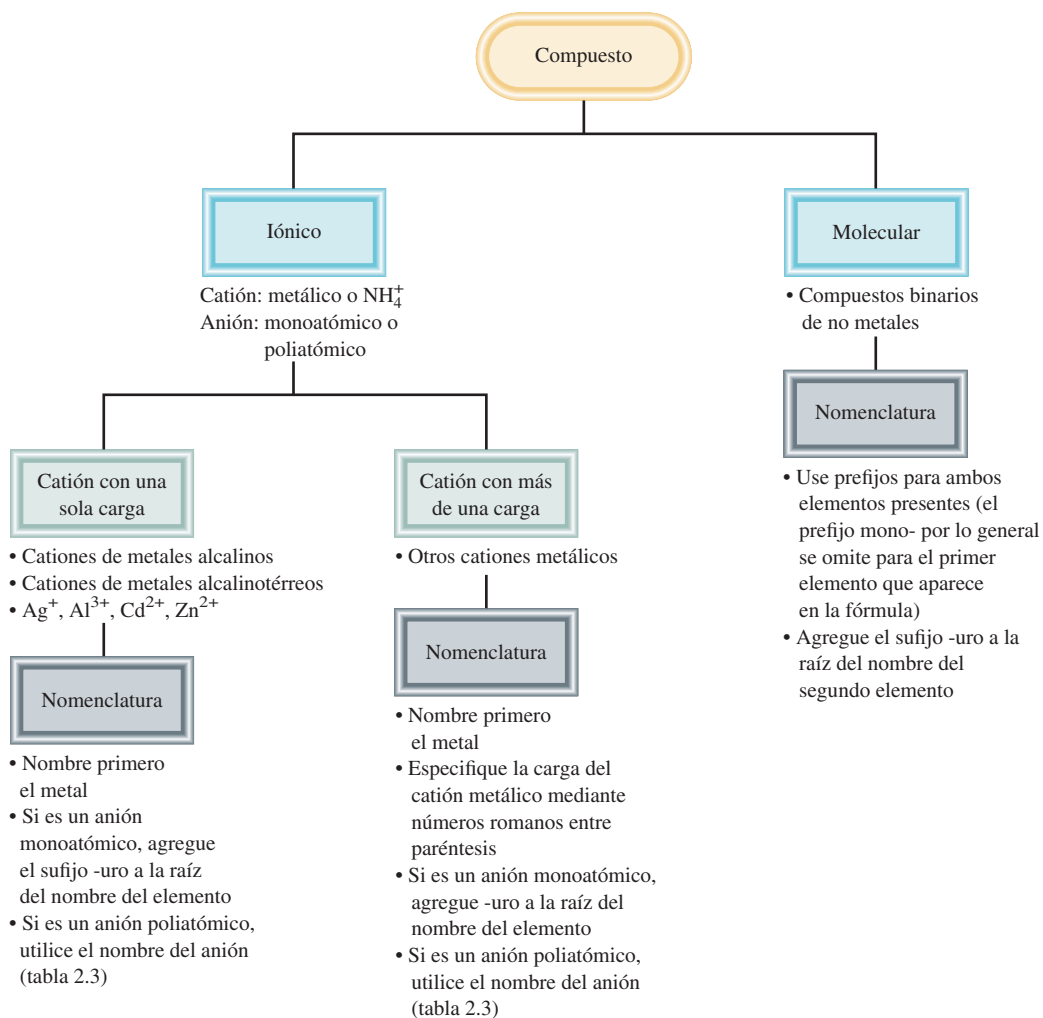 Compuesto
Iónico
Catión: metálico o NH₄⁺
Anión: monoatómico o
poliatómico
Catión con una
sola carga
• Cationes de metales alcalinos
• Cationes de metales alcalinotérreos
• Ag⁺, Al³⁺, Cd²⁺, Zn²⁺
Nomenclatura
• Nombre primero
el metal
• Si es un anión
monoatómico, agregue
el sufijo -uro a la raíz
del nombre del elemento
• Si es un anión poliatómico,
utilice el nombre del anión
(tabla 2.3)
Catión con más
de una carga
• Otros cationes metálicos
Nomenclatura
• Nombre primero
el metal
• Especifique la carga del
catión metálico mediante
números romanos entre
paréntesis
• Si es un anión monoatómico,
agregue -uro a la raíz del
nombre del elemento
• Si es un anión poliatómico,
utilice el nombre del anión
(tabla 2.3)
Molecular
• Compuestos binarios
de no metales
Nomenclatura
• Use prefijos para ambos
elementos presentes (el
prefijo mono- por lo general
se omite para el primer
elemento que aparece
en la fórmula)
• Agregue el sufijo -uro a la
raíz del nombre del
segundo elemento